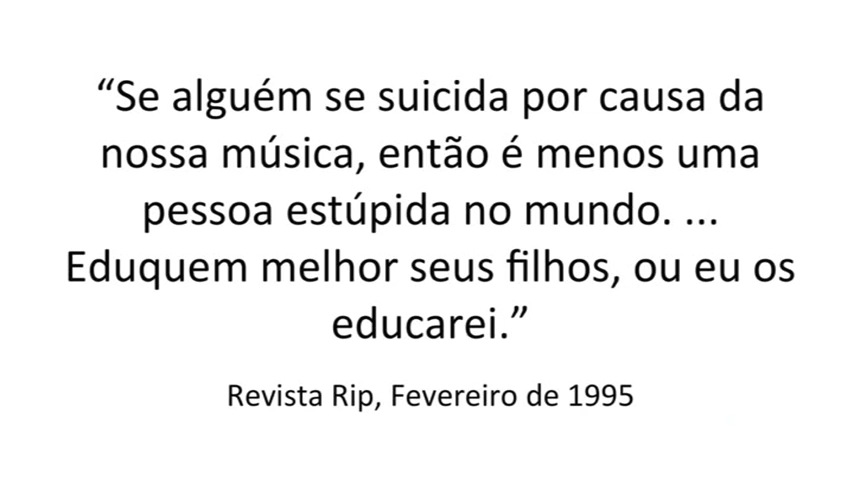 “Se alguém se suicida por causa da
nossa música, então é menos uma
pessoa estúpida no mundo. ...
Eduquem melhor seus filhos, ou eu os
educarei.”
Revista Rip, Fevereiro de 1995